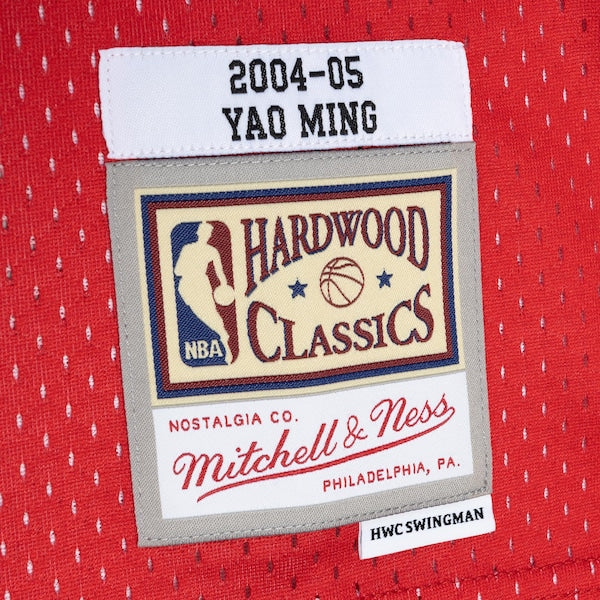 2004-05
YAO MING
HARDWOOD
CLASSICS
NBA
NOSTALGIA CO.
Mitchell & Ness
PHILADELPHIA, PA.
HWC SWINGMAN